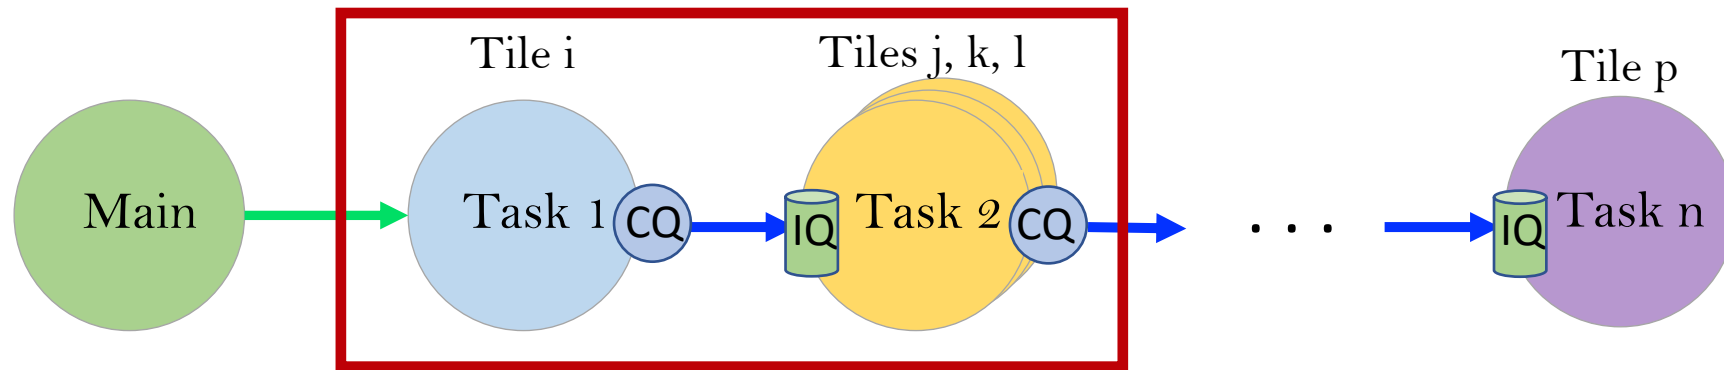 Tile i
Tiles j, k, l
Tile p
Main
Task 1
CQ
IQ
Task 2
CQ
. . .
IQ
Task n